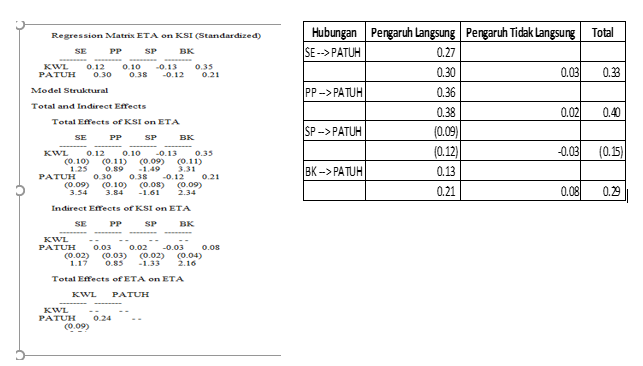 Regression Matrix ETA on KSI (Standardized)
SE PP SP BK
-------- -------- -------- --------
KWL 0.12 0.10 -0.13 0.35
PATUH 0.30 0.38 -0.12 0.21
Model Struktural
Total and Indirect Effects
Total Effects of KSI on ETA
SE PP SP BK
-------- -------- -------- --------
KWL 0.12 0.10 -0.13 0.35
(0.10) (0.11) (0.09) (0.11)
1.25 0.89 -1.49 3.31
PATUH 0.30 0.38 -0.12 0.21
(0.09) (0.10) (0.08) (0.09)
3.54 3.84 -1.61 2.34
Indirect Effects of KSI on ETA
SE PP SP BK
-------- -------- -------- --------
KWL - - - - - - - -
PATUH 0.03 0.02 -0.03 0.08
(0.02) (0.03) (0.02) (0.04)
1.17 0.85 -1.33 2.16
Total Effects of ETA on ETA
KWL PATUH
-------- --------
KWL - - - -
PATUH 0.24 - -
(0.09)
Hubungan Pengaruh Langsung Pengaruh Tidak Langsung Total
SE --> PATUH 0.27
0.30 0.03 0.33
PP --> PATUH 0.36
0.38 0.02 0.40
SP --> PATUH (0.09)
(0.12) -0.03 (0.15)
BK --> PATUH 0.13
0.21 0.08 0.29